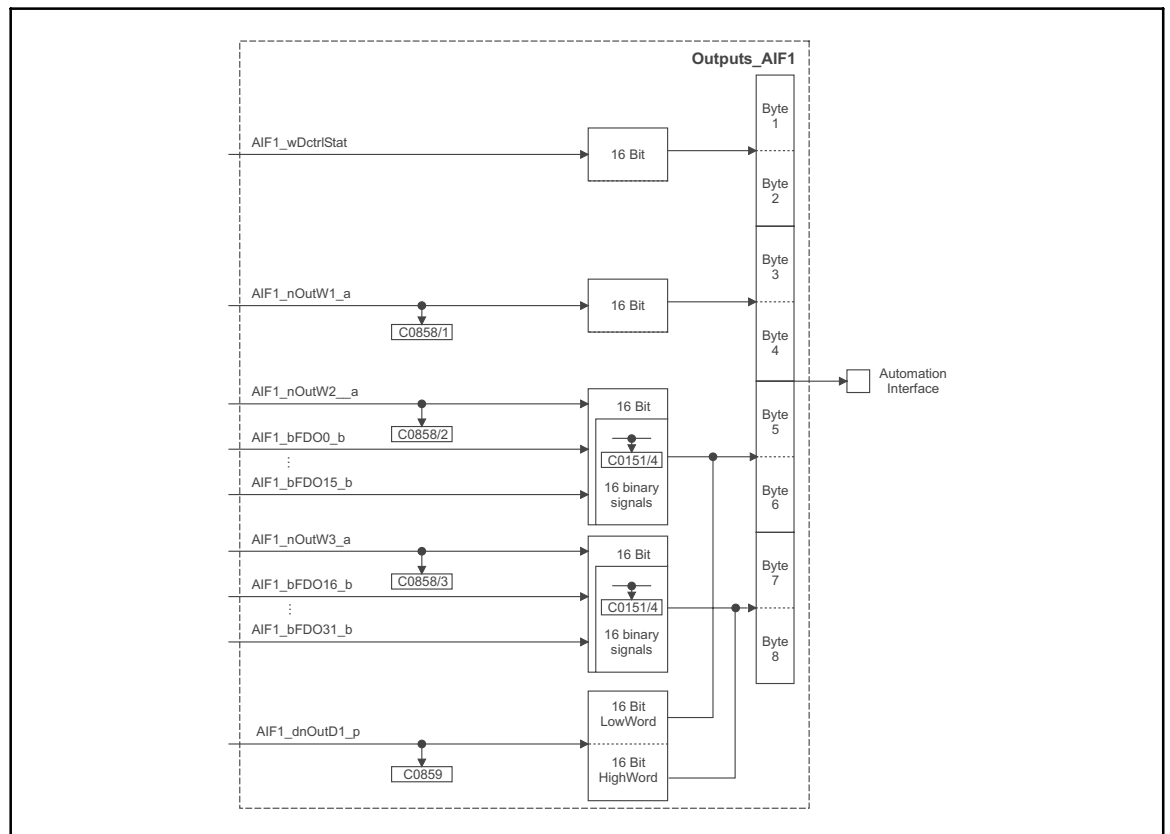 Outputs_AIF1
Byte
1
AIF1_wDctrlStat
16 Bit
Byte
2
Byte
3
AIF1_nOutW1_a
16 Bit
C0858/1
Byte
4
Automation
Interface
AIF1_nOutW2__a
16 Bit
Byte
5
C0858/2
AIF1_bFDO0_b
C0151/4
⋮
AIF1_bFDO15_b
16 binary
signals
Byte
6
AIF1_nOutW3_a
16 Bit
Byte
7
C0858/3
AIF1_bFDO16_b
C0151/4
⋮
AIF1_bFDO31_b
16 binary
signals
Byte
8
16 Bit
LowWord
AIF1_dnOutD1_p
16 Bit
HighWord
C0859